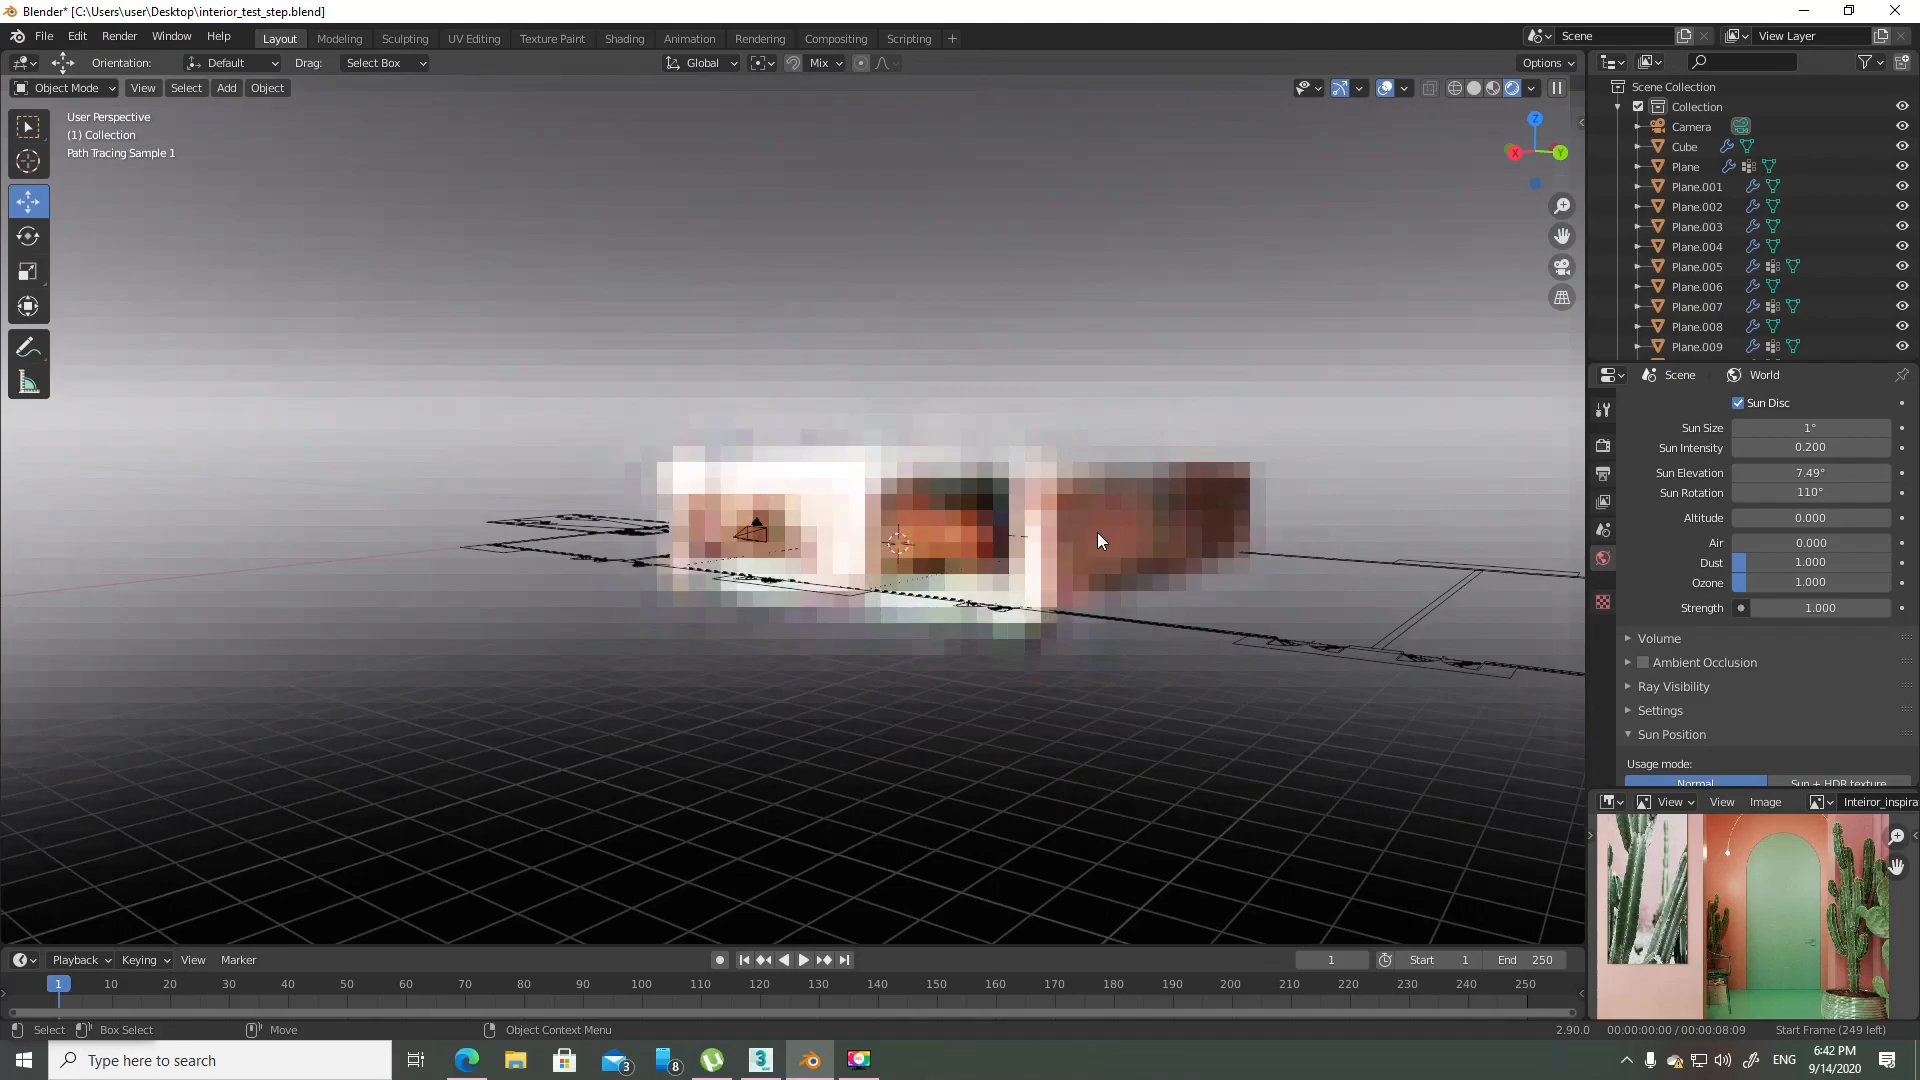 Blender* [C:\Users\user\Desktop\interior_test_step.blend]
File Edit Render Window Help
Layout Modeling Sculpting UV Editing Texture Paint Shading Animation Rendering Compositing Scripting +
Scene
View Layer
Orientation: Default Drag: Select Box
Global
Mix
Options
Object Mode View Select Add Object
User Perspective
(1) Collection
Path Tracing Sample 1
Z
X
Y
Scene Collection
Collection
Camera
Cube
Plane
Plane.001
Plane.002
Plane.003
Plane.004
Plane.005
Plane.006
Plane.007
Plane.008
Plane.009
Scene World
Sun Disc
Sun Size 1°
Sun Intensity 0.200
Sun Elevation 7.49°
Sun Rotation 110°
Altitude 0.000
Air 0.000
Dust 1.000
Ozone 1.000
Strength 1.000
Volume
Ambient Occlusion
Ray Visibility
Settings
Sun Position
Usage mode:
Normal Sun + HDR texture
View View Image Inteiror_inspira
Playback Keying View Marker
1 Start 1 End 250
1 10 20 30 40 50 60 70 80 90 100 110 120 130 140 150 160 170 180 190 200 210 220 230 240 250
Select Box Select Move Object Context Menu
2.90.0 00:00:00:00 / 00:00:08:09 Start Frame (249 left)
Type here to search
3
8
3
ENG
6:42 PM
9/14/2020